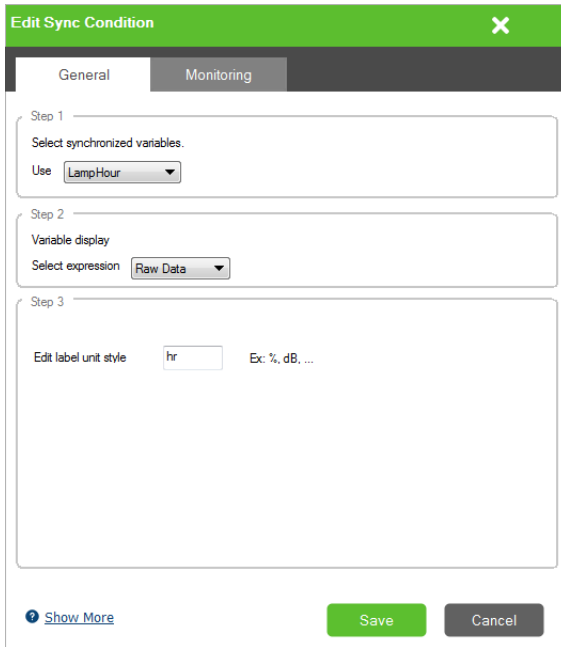 Edit Sync Condition
General Monitoring
Step 1
Select synchronized variables.
Use LampHour
Step 2
Variable display
Select expression Raw Data
Step 3
Edit label unit style hr Ex: %, dB, ...
? Show More Save Cancel